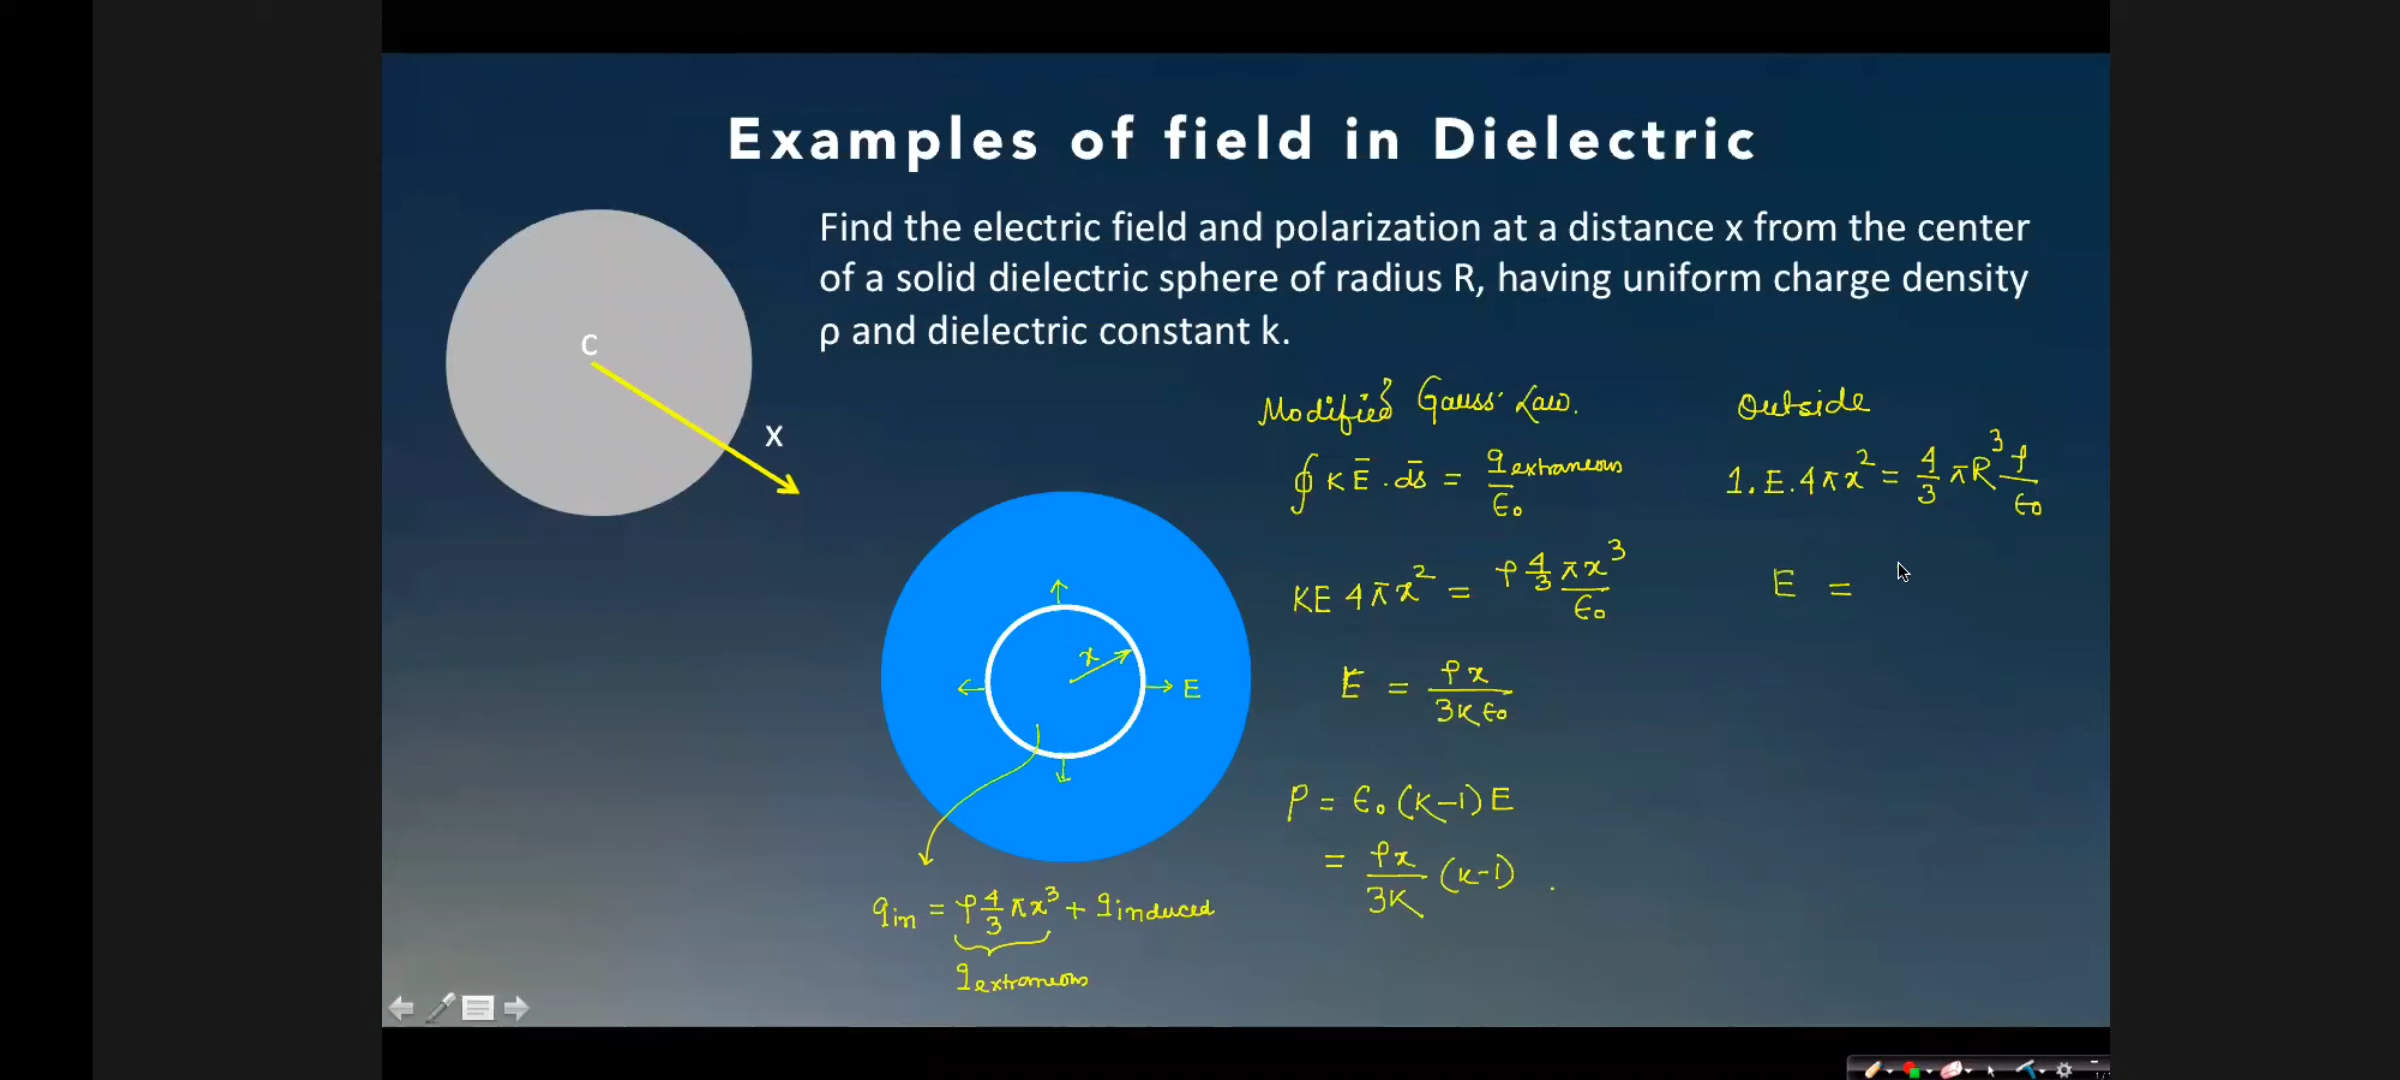 Examples of field in Dielectric
Find the electric field and polarization at a distance x from the center
of a solid dielectric sphere of radius R, having uniform charge density
ρ and dielectric constant k.
C
x
Modified Gauss' Law.
∮ K E̅ . d̅s̅ = q extraneous / ε₀
KE 4πx² = ρ 4/3 πx³ / ε₀
E = ρx / 3Kε₀
P = ε₀ (K−1) E
= ρx / 3K (K−1) .
Outside
1. E. 4πx² = 4/3 πR³ ρ / ε₀
E =
x
E
qin = ρ 4/3 πx³ + q induced
q extraneous